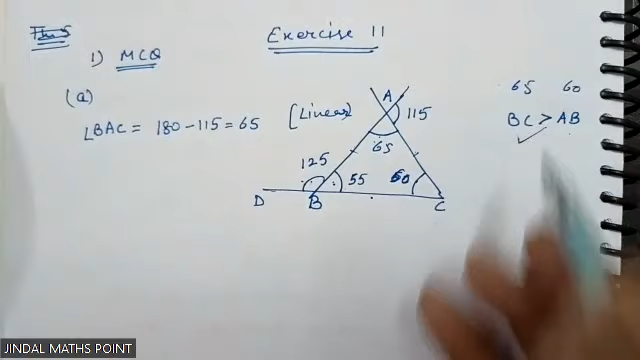 Exercise 11
1) MCQ
(a)
∠BAC = 180 - 115 = 65 [Linear]
A
115
65
125
55
60
D
B
C
65 60
BC > AB
JINDAL MATHS POINT